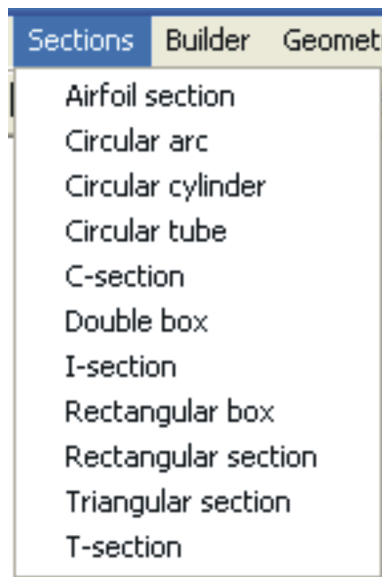 Sections Builder Geomet
Airfoil section
Circular arc
Circular cylinder
Circular tube
C-section
Double box
I-section
Rectangular box
Rectangular section
Triangular section
T-section